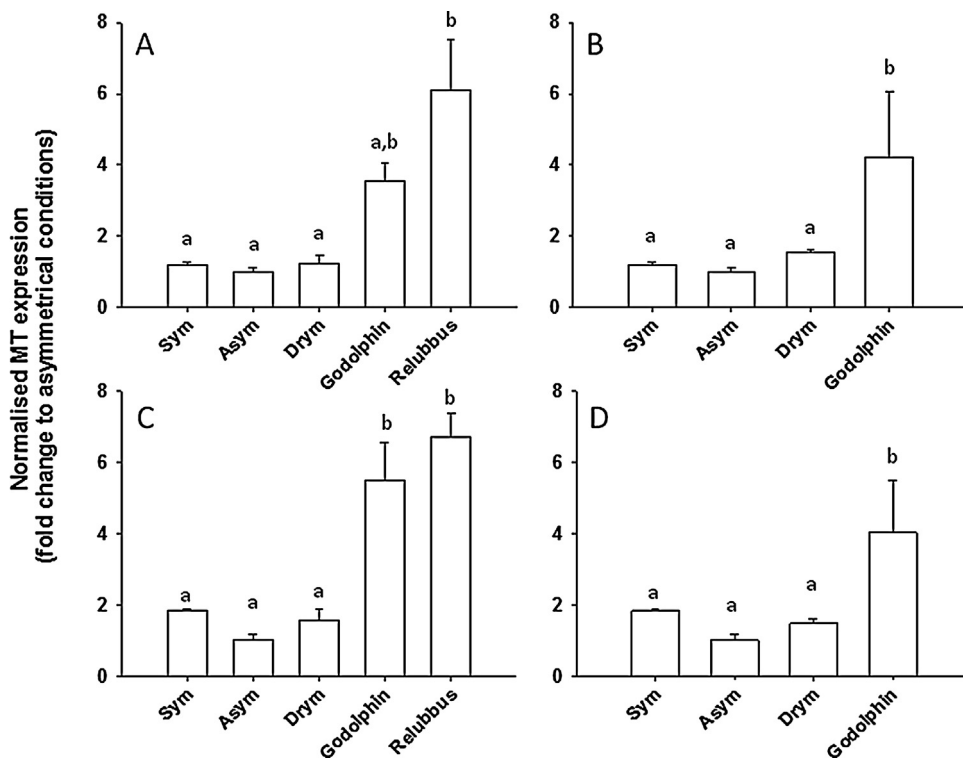 Normalised MT expression
(fold change to asymmetrical conditions)
A
8
6
4
2
0
a
a
a
a,b
b
Sym
Asym
Drym
Godolphin
Relubbus
B
8
6
4
2
0
a
a
a
b
Sym
Asym
Drym
Godolphin
C
8
6
4
2
0
a
a
a
b
b
Sym
Asym
Drym
Godolphin
Relubbus
D
8
6
4
2
0
a
a
a
b
Sym
Asym
Drym
Godolphin